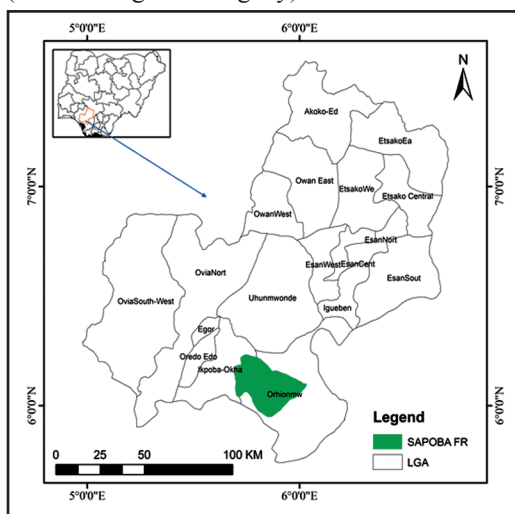 5°0'0"E
6°0'0"E
N
Akoko-Ed
EtsakoEa
Owan East
EtsakoWe
Etsako Central
7°0'0"N
7°0'0"N
OwanWest
EsanNort
EsanWest
EsanCent
OviaNort
EsanSout
OviaSouth-West
Uhunmwonde
Igueben
Egor
Oredo Edo
Ikpoba-Okha
Orhionmw
6°0'0"N
6°0'0"N
Legend
SAPOBA FR
LGA
0 25 50 100 KM
5°0'0"E
6°0'0"E